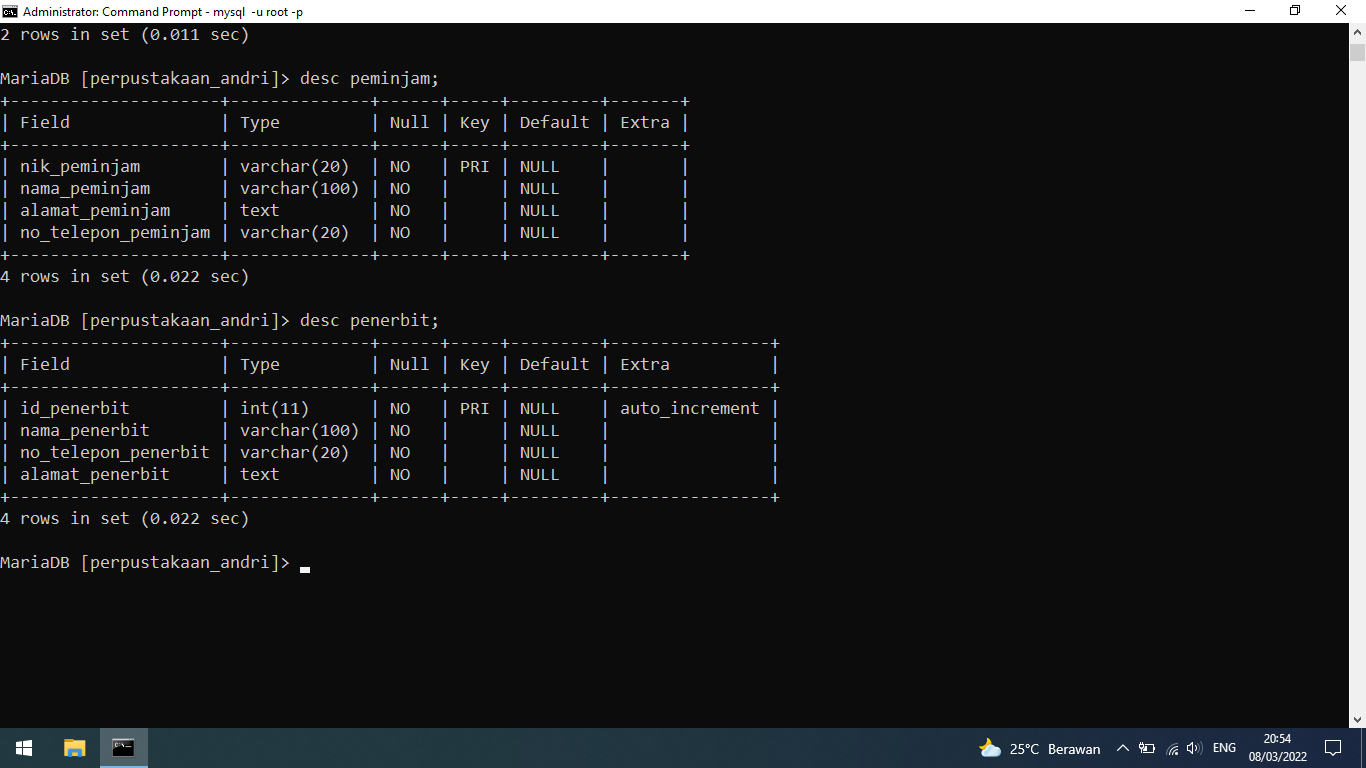 Administrator: Command Prompt - mysql  -u root -p
2 rows in set (0.011 sec)
MariaDB [perpustakaan_andri]> desc peminjam;
+---------------------+--------------+------+-----+---------+-------+
| Field               | Type         | Null | Key | Default | Extra |
+---------------------+--------------+------+-----+---------+-------+
| nik_peminjam        | varchar(20)  | NO   | PRI | NULL    |       |
| nama_peminjam       | varchar(100) | NO   |     | NULL    |       |
| alamat_peminjam     | text         | NO   |     | NULL    |       |
| no_telepon_peminjam | varchar(20)  | NO   |     | NULL    |       |
+---------------------+--------------+------+-----+---------+-------+
4 rows in set (0.022 sec)
MariaDB [perpustakaan_andri]> desc penerbit;
+---------------------+--------------+------+-----+---------+----------------+
| Field               | Type         | Null | Key | Default | Extra          |
+---------------------+--------------+------+-----+---------+----------------+
| id_penerbit         | int(11)      | NO   | PRI | NULL    | auto_increment |
| nama_penerbit       | varchar(100) | NO   |     | NULL    |                |
| no_telepon_penerbit | varchar(20)  | NO   |     | NULL    |                |
| alamat_penerbit     | text         | NO   |     | NULL    |                |
+---------------------+--------------+------+-----+---------+----------------+
4 rows in set (0.022 sec)
MariaDB [perpustakaan_andri]> _
25°C Berawan ENG 20:54
08/03/2022